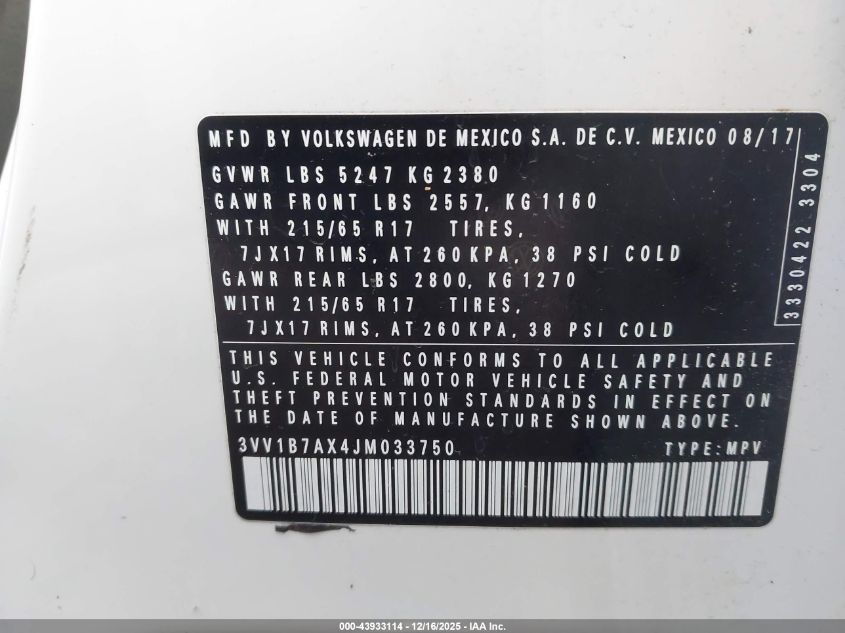 MFD BY VOLKSWAGEN DE MEXICO S.A. DE C.V. MEXICO 08/17
GVWR LBS 5247 KG 2380
GAWR FRONT LBS 2557, KG 1160
WITH 215/65 R17 TIRES,
7JX17 RIMS, AT 260 KPA, 38 PSI COLD
GAWR REAR LBS 2800, KG 1270
WITH 215/65 R17 TIRES,
7JX17 RIMS, AT 260 KPA, 38 PSI COLD
3330422 3304
THIS VEHICLE CONFORMS TO ALL APPLICABLE
U.S. FEDERAL MOTOR VEHICLE SAFETY AND
THEFT PREVENTION STANDARDS IN EFFECT ON
THE DATE OF MANUFACTURE SHOWN ABOVE.
3VV1B7AX4JM033750 TYPE: MPV
000-43933114 - 12/16/2025 - IAA Inc.